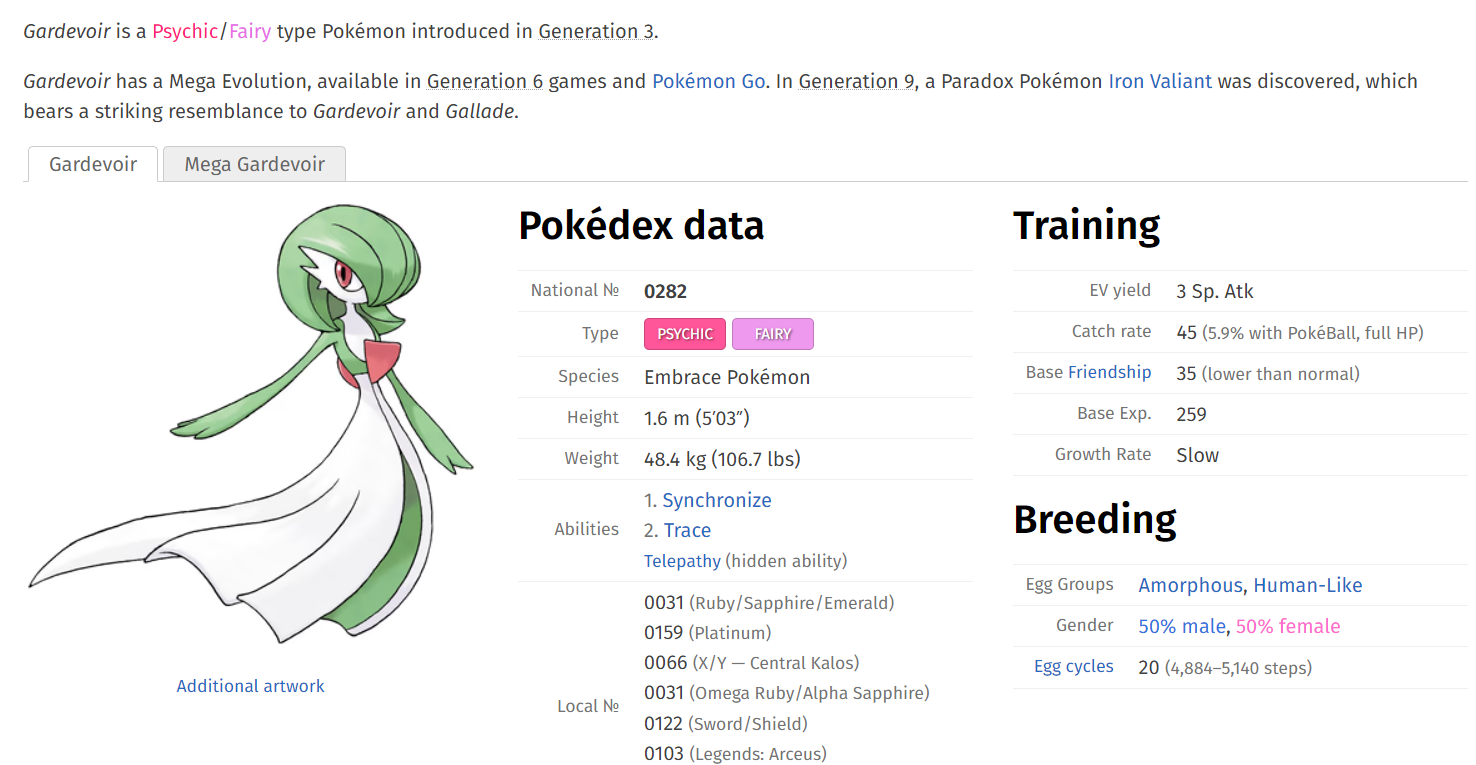 Gardevoir is a Psychic/Fairy type Pokémon introduced in Generation 3.
Gardevoir has a Mega Evolution, available in Generation 6 games and Pokémon Go. In Generation 9, a Paradox Pokémon Iron Valiant was discovered, which
bears a striking resemblance to Gardevoir and Gallade.
Gardevoir
Mega Gardevoir
Additional artwork
Pokédex data
National № 0282
Type PSYCHIC FAIRY
Species Embrace Pokémon
Height 1.6 m (5′03″)
Weight 48.4 kg (106.7 lbs)
Abilities
1. Synchronize
2. Trace
Telepathy (hidden ability)
Local №
0031 (Ruby/Sapphire/Emerald)
0159 (Platinum)
0066 (X/Y — Central Kalos)
0031 (Omega Ruby/Alpha Sapphire)
0122 (Sword/Shield)
0103 (Legends: Arceus)
Training
EV yield 3 Sp. Atk
Catch rate 45 (5.9% with PokéBall, full HP)
Base Friendship 35 (lower than normal)
Base Exp. 259
Growth Rate Slow
Breeding
Egg Groups Amorphous, Human-Like
Gender 50% male, 50% female
Egg cycles 20 (4,884–5,140 steps)